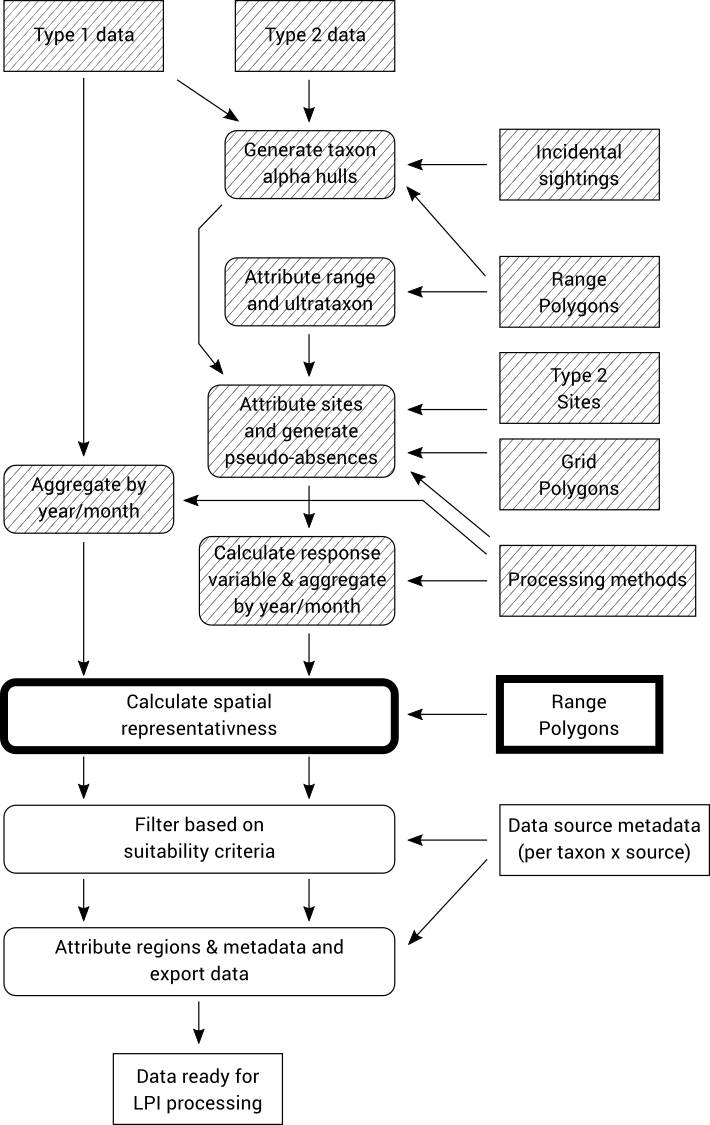 Type 1 data
Type 2 data
Generate taxon
alpha hulls
Incidental
sightings
Attribute range
and ultrataxon
Range
Polygons
Attribute sites
and generate
pseudo-absences
Type 2
Sites
Grid
Polygons
Aggregate by
year/month
Calculate response
variable & aggregate
by year/month
Processing methods
Calculate spatial
representativness
Range
Polygons
Filter based on
suitability criteria
Data source metadata
(per taxon x source)
Attribute regions & metadata and
export data
Data ready for
LPI processing